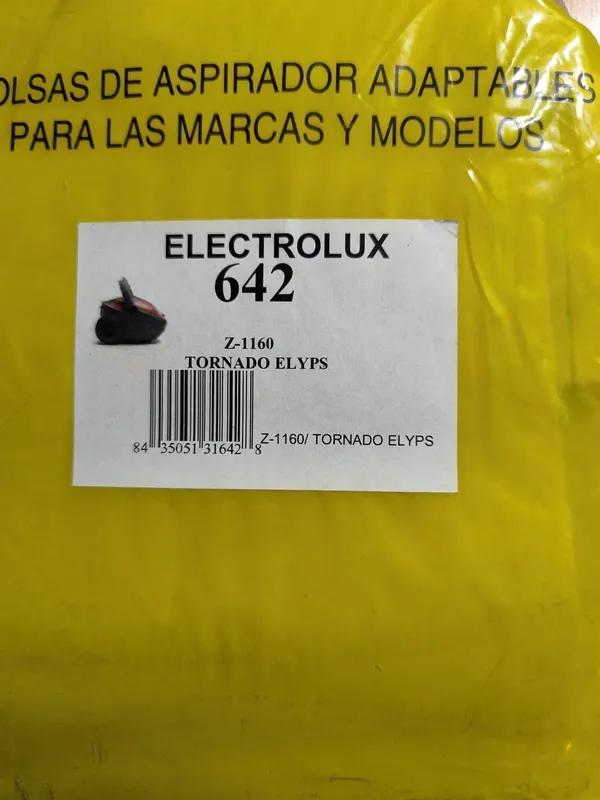 OLSAS DE ASPIRADOR ADAPTABLES
PARA LAS MARCAS Y MODELOS
ELECTROLUX
642
Z-1160
TORNADO ELYPS
84 35051 31642 8
Z-1160/ TORNADO ELYPS